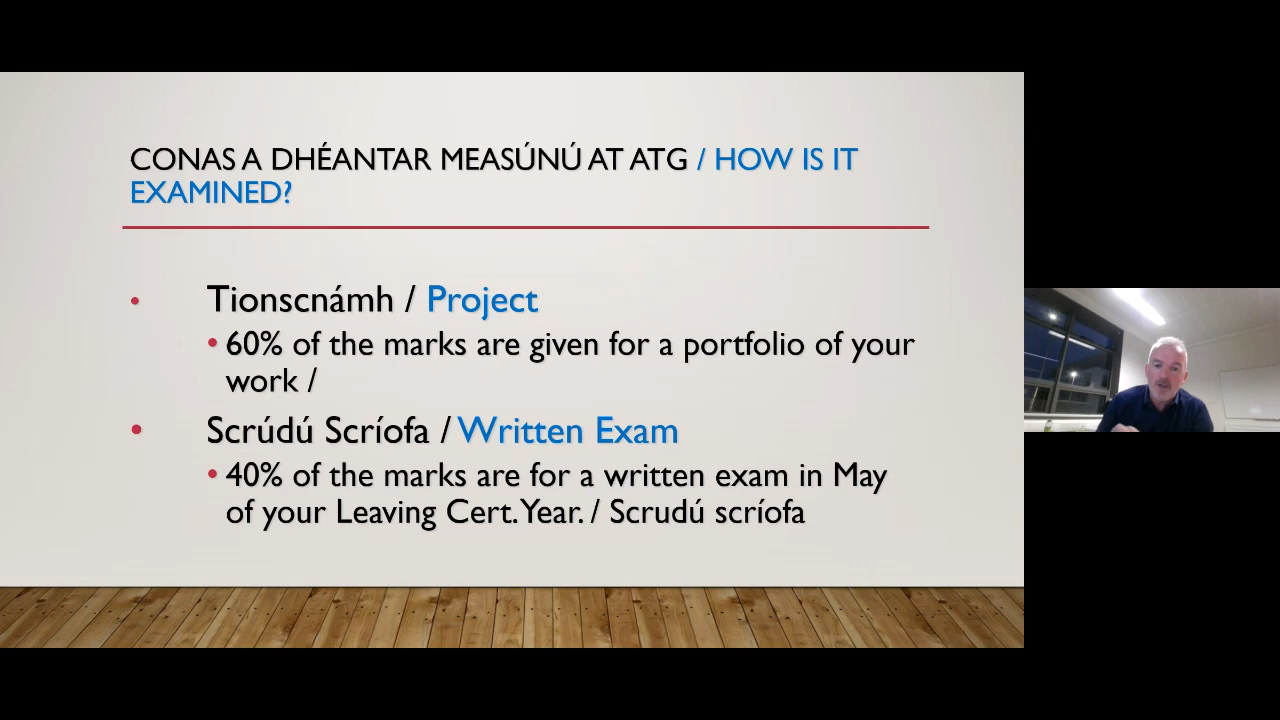 CONAS A DHÉANTAR MEASÚNÚ AT ATG / HOW IS IT
EXAMINED?
• Tionscnámh / Project
• 60% of the marks are given for a portfolio of your
work /
• Scrúdú Scríofa / Written Exam
• 40% of the marks are for a written exam in May
of your Leaving Cert. Year. / Scrudú scríofa